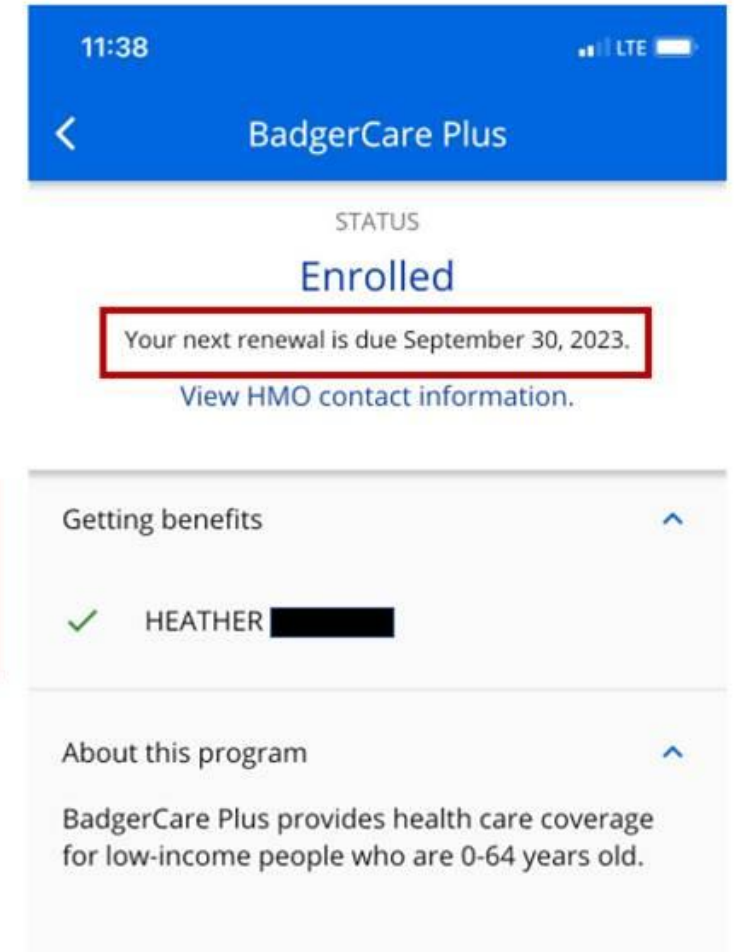 11:38 LTE
BadgerCare Plus
STATUS
Enrolled
Your next renewal is due September 30, 2023.
View HMO contact information.
Getting benefits
HEATHER
About this program
BadgerCare Plus provides health care coverage
for low-income people who are 0-64 years old.